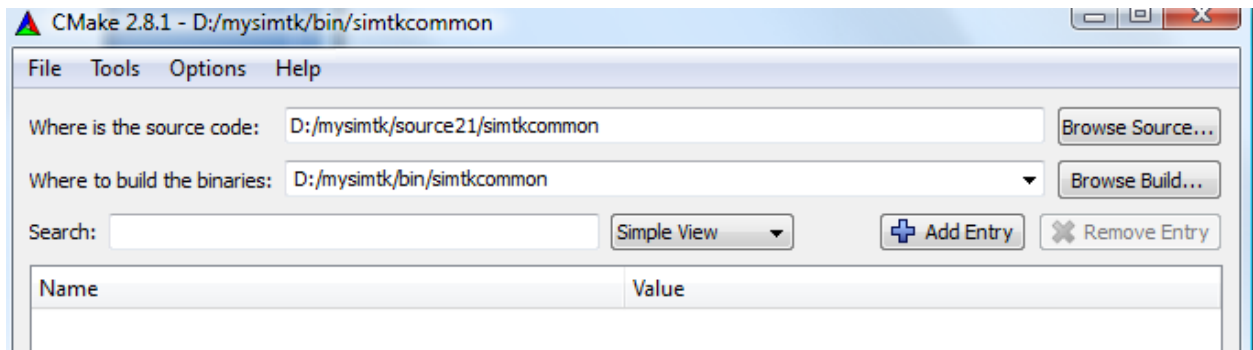 CMake 2.8.1 - D:/mysimtk/bin/simtkcommon
File Tools Options Help
Where is the source code: D:/mysimtk/source21/simtkcommon Browse Source...
Where to build the binaries: D:/mysimtk/bin/simtkcommon Browse Build...
Search: Simple View Add Entry Remove Entry
Name Value